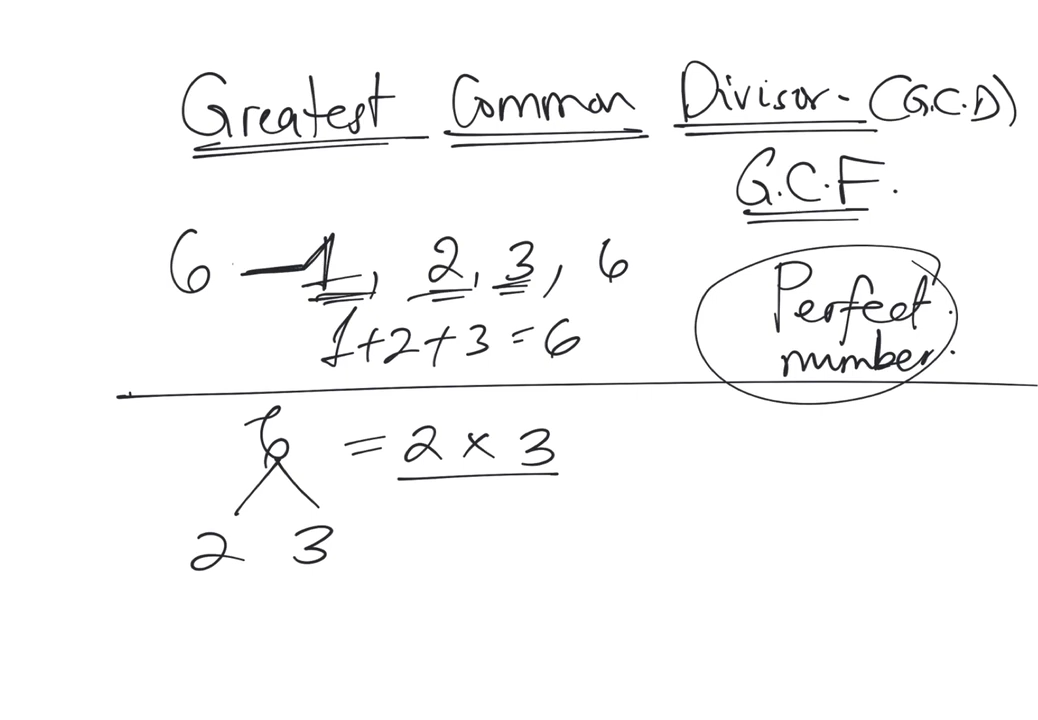 Greatest Common Divisor - (G.C.D)
G.C.F.
6 — 1, 2, 3, 6
1+2+3=6
Perfect
number.
6 = 2 × 3
2 3